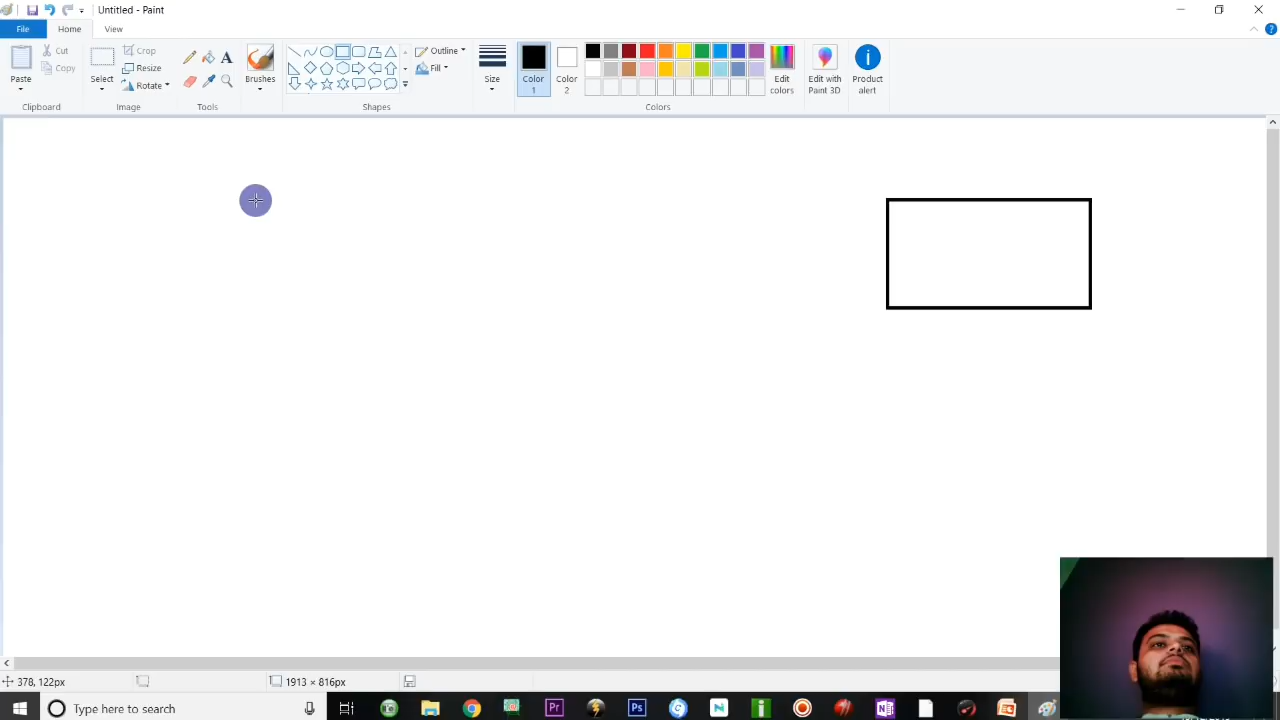 Untitled - Paint
File
Home
View
Paste
Cut
Copy
Clipboard
Select
Crop
Resize
Rotate
Image
A
Tools
Brushes
Shapes
Outline
Fill
Size
Color
1
Color
2
Colors
Edit
colors
Edit with
Paint 3D
Product
alert
378, 122px
1913 × 816px
Type here to search
Pr
Ps